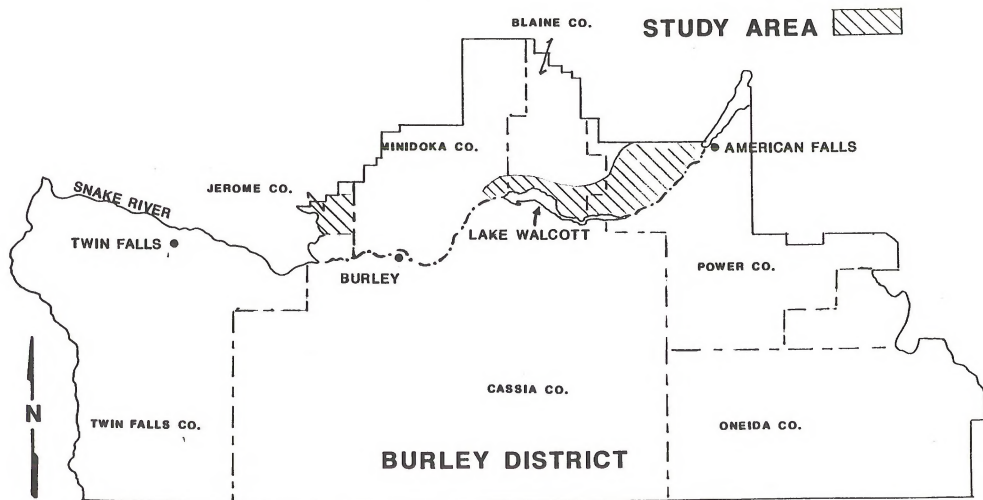 BLAINE CO.
STUDY AREA
MINIDOKA CO.
AMERICAN FALLS
JEROME CO.
SNAKE RIVER
TWIN FALLS
LAKE WALCOTT
BURLEY
POWER CO.
N
CASSIA CO.
TWIN FALLS CO.
ONEIDA CO.
BURLEY DISTRICT